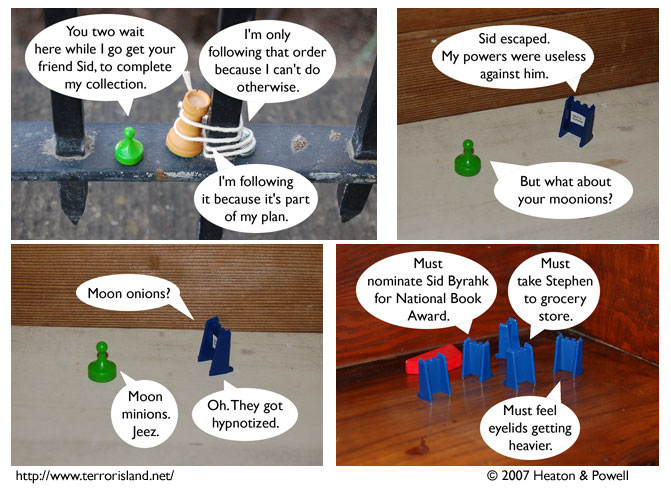 You two wait
here while I go get your
friend Sid, to complete
my collection.
I'm only
following that order
because I can't do
otherwise.
I'm following
it because it's part
of my plan.
Sid escaped.
My powers were useless
against him.
But what about
your moonions?
Moon onions?
Moon
minions.
Jeez.
Oh. They got
hypnotized.
Must
nominate Sid Byrahk
for National Book
Award.
Must
take Stephen
to grocery
store.
Must feel
eyelids getting
heavier.
http://www.terrorisland.net/
© 2007 Heaton & Powell